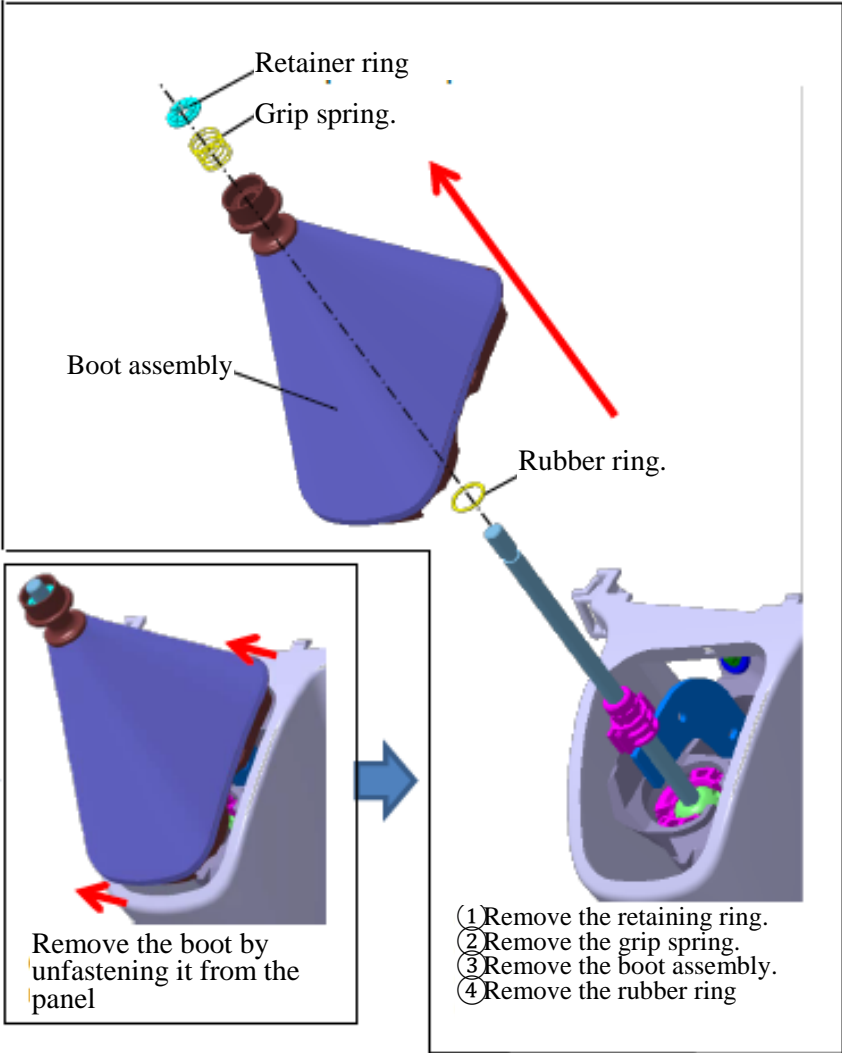 Retainer ring
Grip spring.
Boot assembly
Rubber ring.
Remove the boot by
unfastening it from the
panel
①Remove the retaining ring.
②Remove the grip spring.
③Remove the boot assembly.
④Remove the rubber ring